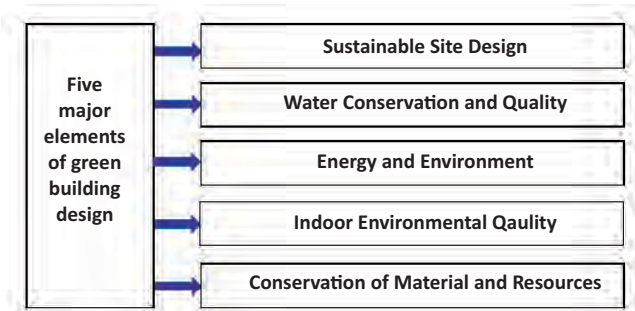 Five
major
elements
of green
building
design
Sustainable Site Design
Water Conservation and Quality
Energy and Environment
Indoor Environmental Qaulity
Conservation of Material and Resources